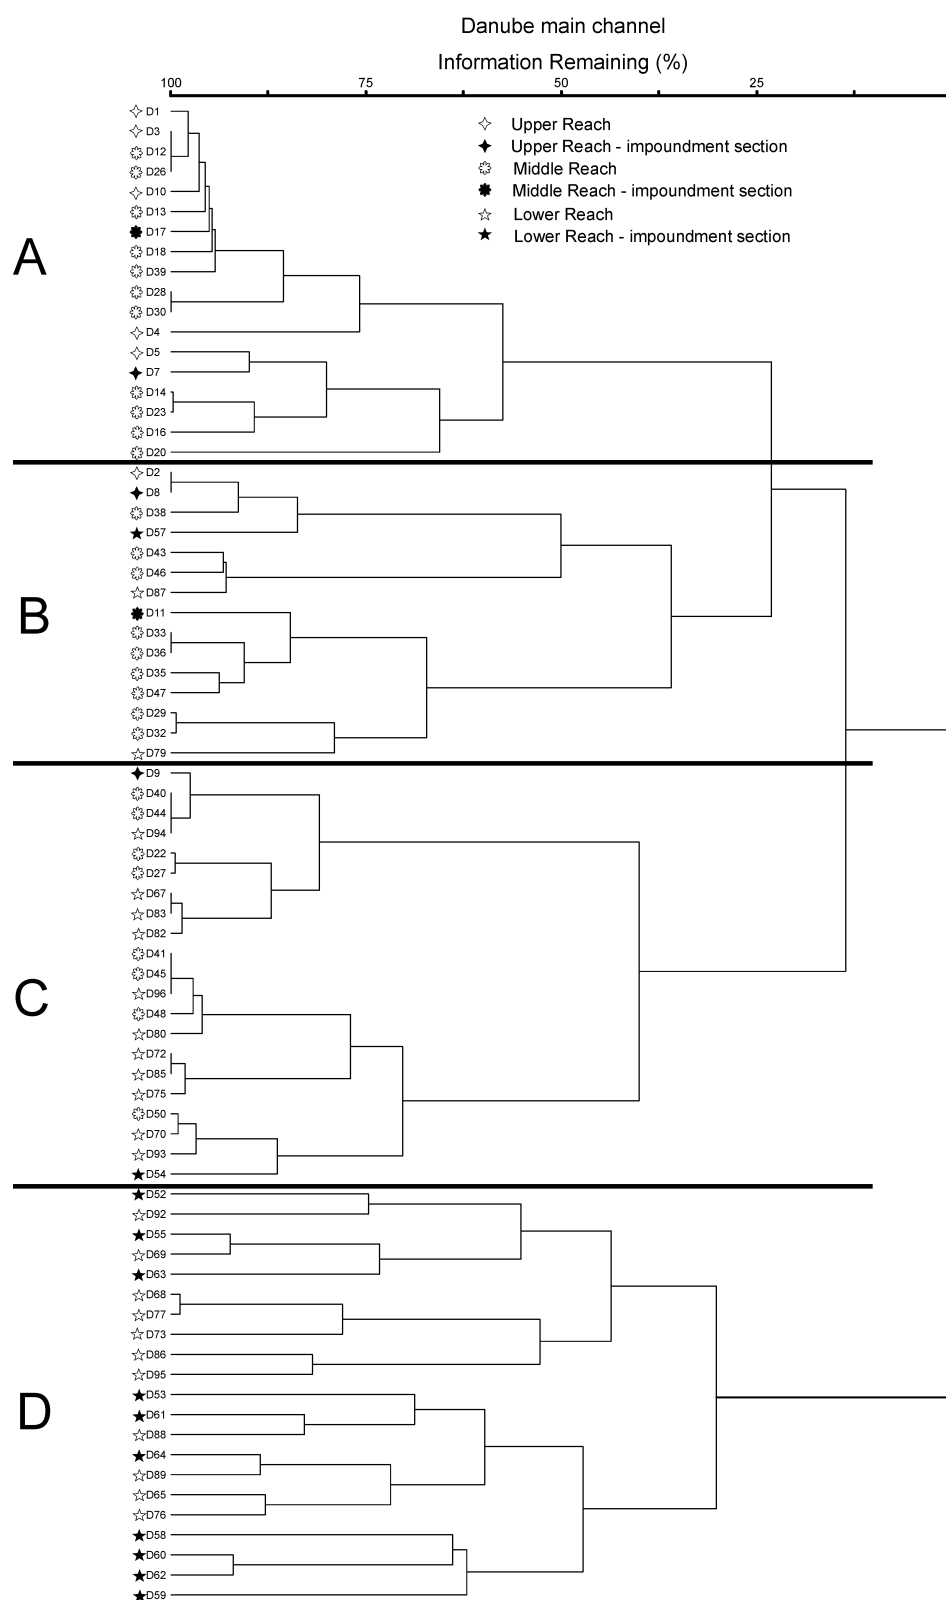 Danube main channel
Information Remaining (%)
100 75 50 25
Upper Reach
Upper Reach - impoundment section
Middle Reach
Middle Reach - impoundment section
Lower Reach
Lower Reach - impoundment section
A
D1
D3
D12
D26
D10
D13
D17
D18
D39
D28
D30
D4
D5
D7
D14
D23
D16
D20
B
D2
D8
D38
D57
D43
D46
D87
D11
D33
D36
D35
D47
D29
D32
D79
C
D9
D40
D44
D94
D22
D27
D67
D83
D82
D41
D45
D96
D48
D80
D72
D85
D75
D50
D70
D93
D54
D
D52
D92
D55
D69
D63
D68
D77
D73
D86
D95
D53
D61
D88
D64
D89
D65
D76
D58
D60
D62
D59